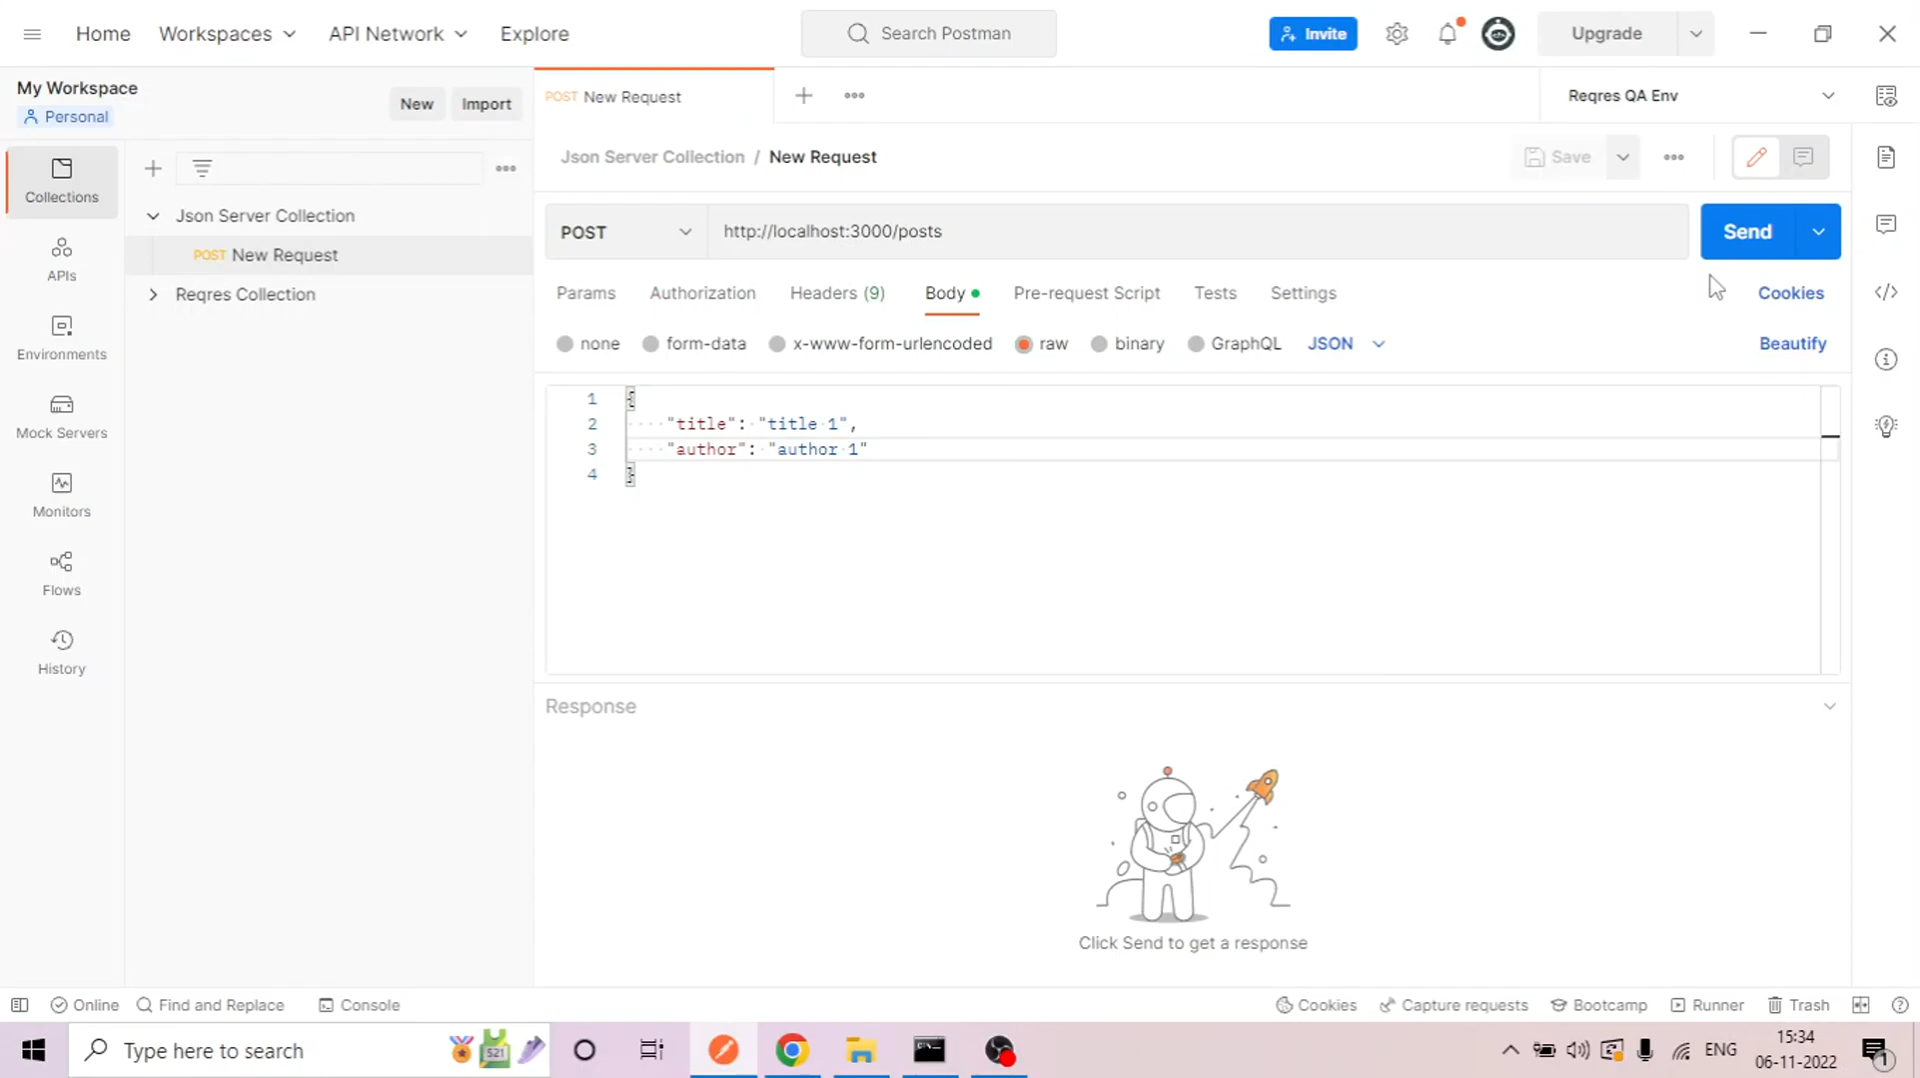 Home Workspaces API Network Explore Search Postman Invite Upgrade
My Workspace
Personal
New Import
POST New Request
Reqres QA Env
Json Server Collection / New Request
Save
Collections
APIs
Environments
Mock Servers
Monitors
Flows
History
Json Server Collection
POST New Request
Reqres Collection
POST http://localhost:3000/posts Send
Params Authorization Headers (9) Body Pre-request Script Tests Settings Cookies
none form-data x-www-form-urlencoded raw binary GraphQL JSON Beautify
1 {
2 "title": "title 1",
3 "author": "author 1"
4 }
Response
Click Send to get a response
Online Find and Replace Console Cookies Capture requests Bootcamp Runner Trash
Type here to search
$21
ENG
15:34
06-11-2022
1